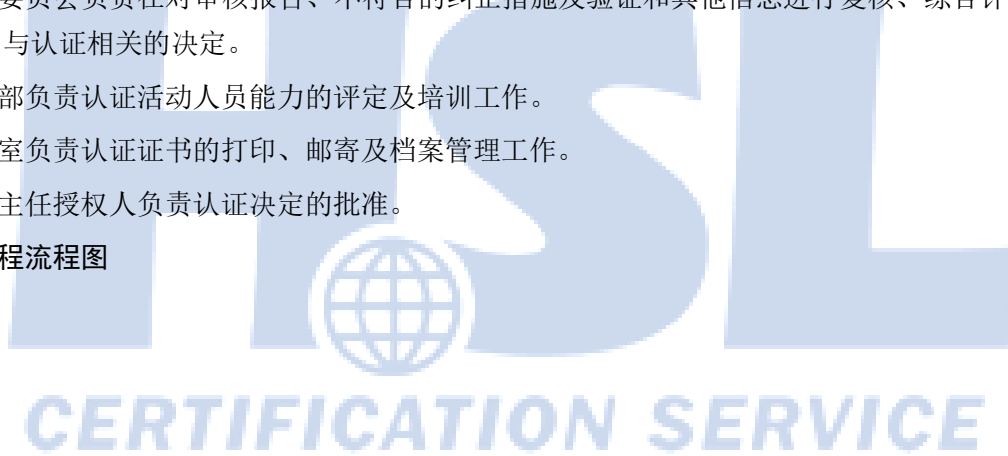 委员会负责在对审核报告、不符合的纠正措施及验证和其他信息进行复核、综合评
与认证相关的决定。
部负责认证活动人员能力的评定及培训工作。
室负责认证证书的打印、邮寄及档案管理工作。
主任授权人负责认证决定的批准。
程流程图
HSL
CERTIFICATION SERVICE